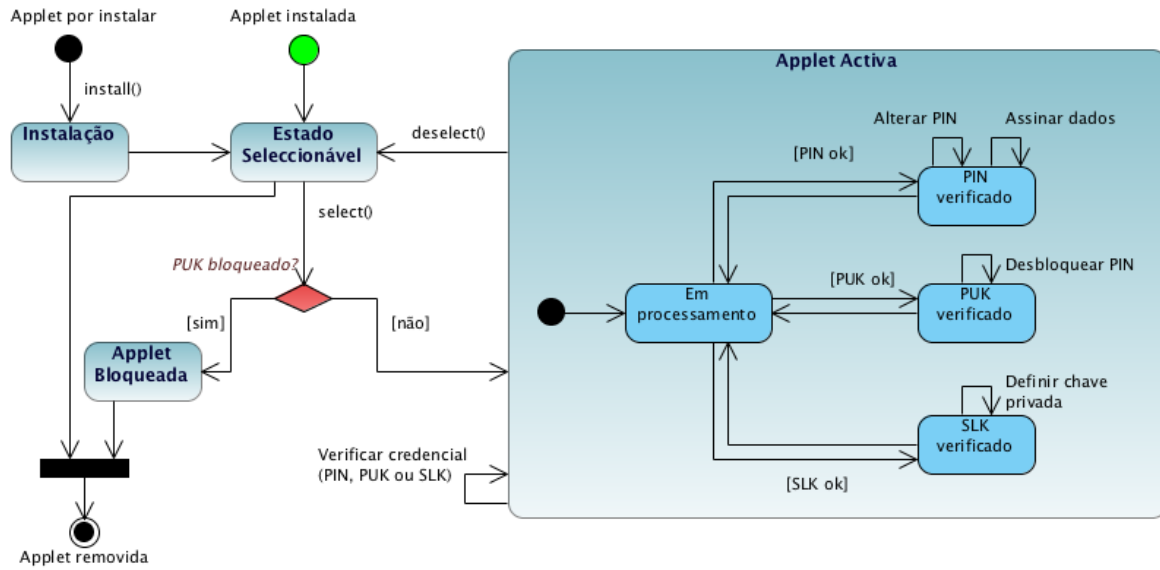 Applet por instalar
Applet instalada
Applet Activa
install()
Instalação
Estado
Seleccionável
deselect()
Alterar PIN
Assinar dados
[PIN ok]
PIN
verificado
select()
PUK bloqueado?
[sim]
[não]
Applet
Bloqueada
Em
processamento
[PUK ok]
Desbloquear PIN
PUK
verificado
Definir chave
privada
SLK
verificado
[SLK ok]
Verificar credencial
(PIN, PUK ou SLK)
Applet removida